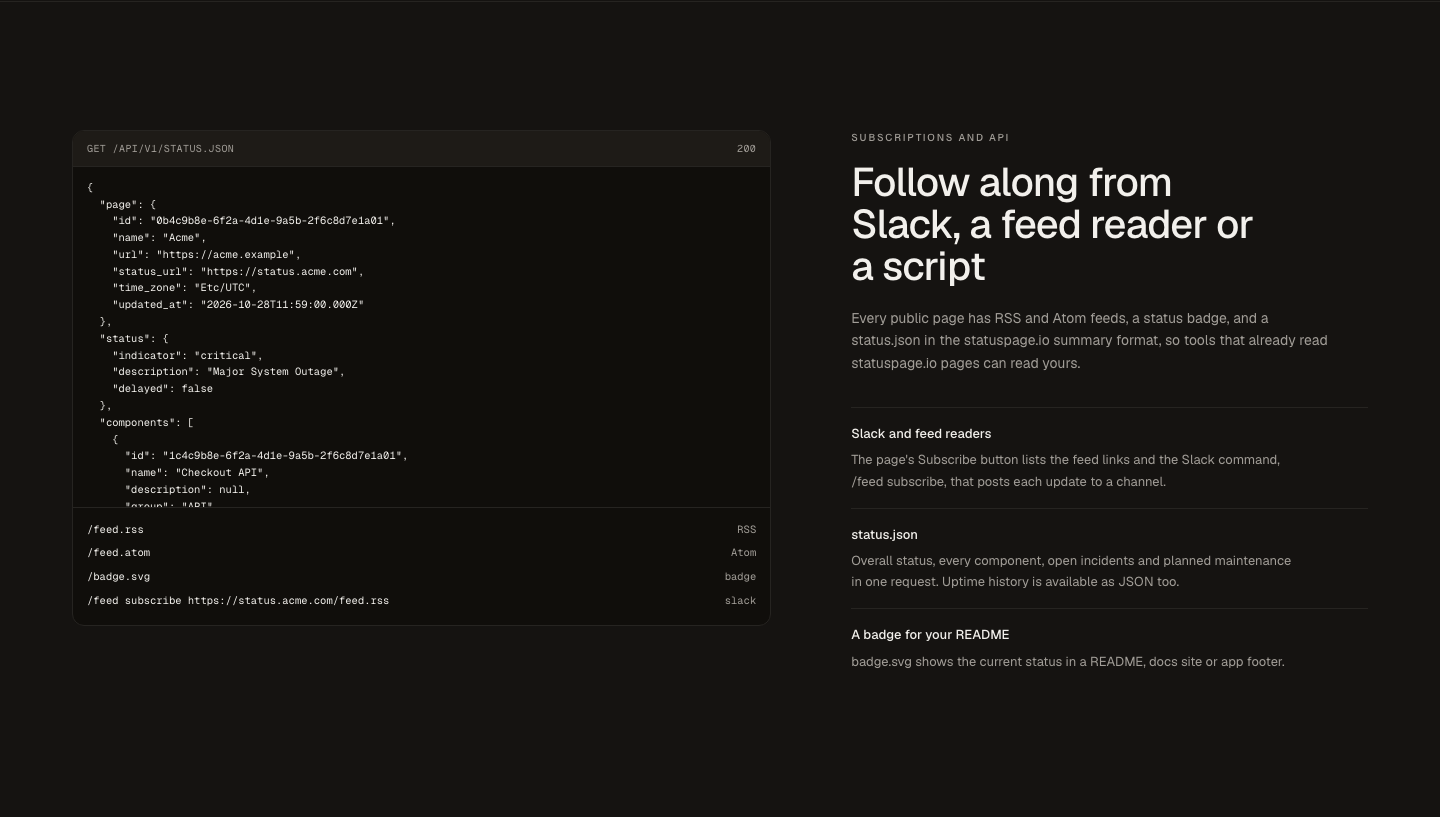 GET /API/V1/STATUS.JSON 200
{
"page": {
"id": "0b4c9b8e-6f2a-4d1e-9a5b-2f6c8d7e1a01",
"name": "Acme",
"url": "https://acme.example",
"status_url": "https://status.acme.com",
"time_zone": "Etc/UTC",
"updated_at": "2026-10-28T11:59:00.000Z"
},
"status": {
"indicator": "critical",
"description": "Major System Outage",
"delayed": false
},
"components": [
{
"id": "1c4c9b8e-6f2a-4d1e-9a5b-2f6c8d7e1a01",
"name": "Checkout API",
"description": null,
"group": "API"
/feed.rss RSS
/feed.atom Atom
/badge.svg badge
/feed subscribe https://status.acme.com/feed.rss slack
SUBSCRIPTIONS AND API
Follow along from
Slack, a feed reader or
a script
Every public page has RSS and Atom feeds, a status badge, and a
status.json in the statuspage.io summary format, so tools that already read
statuspage.io pages can read yours.
Slack and feed readers
The page's Subscribe button lists the feed links and the Slack command,
/feed subscribe, that posts each update to a channel.
status.json
Overall status, every component, open incidents and planned maintenance
in one request. Uptime history is available as JSON too.
A badge for your README
badge.svg shows the current status in a README, docs site or app footer.